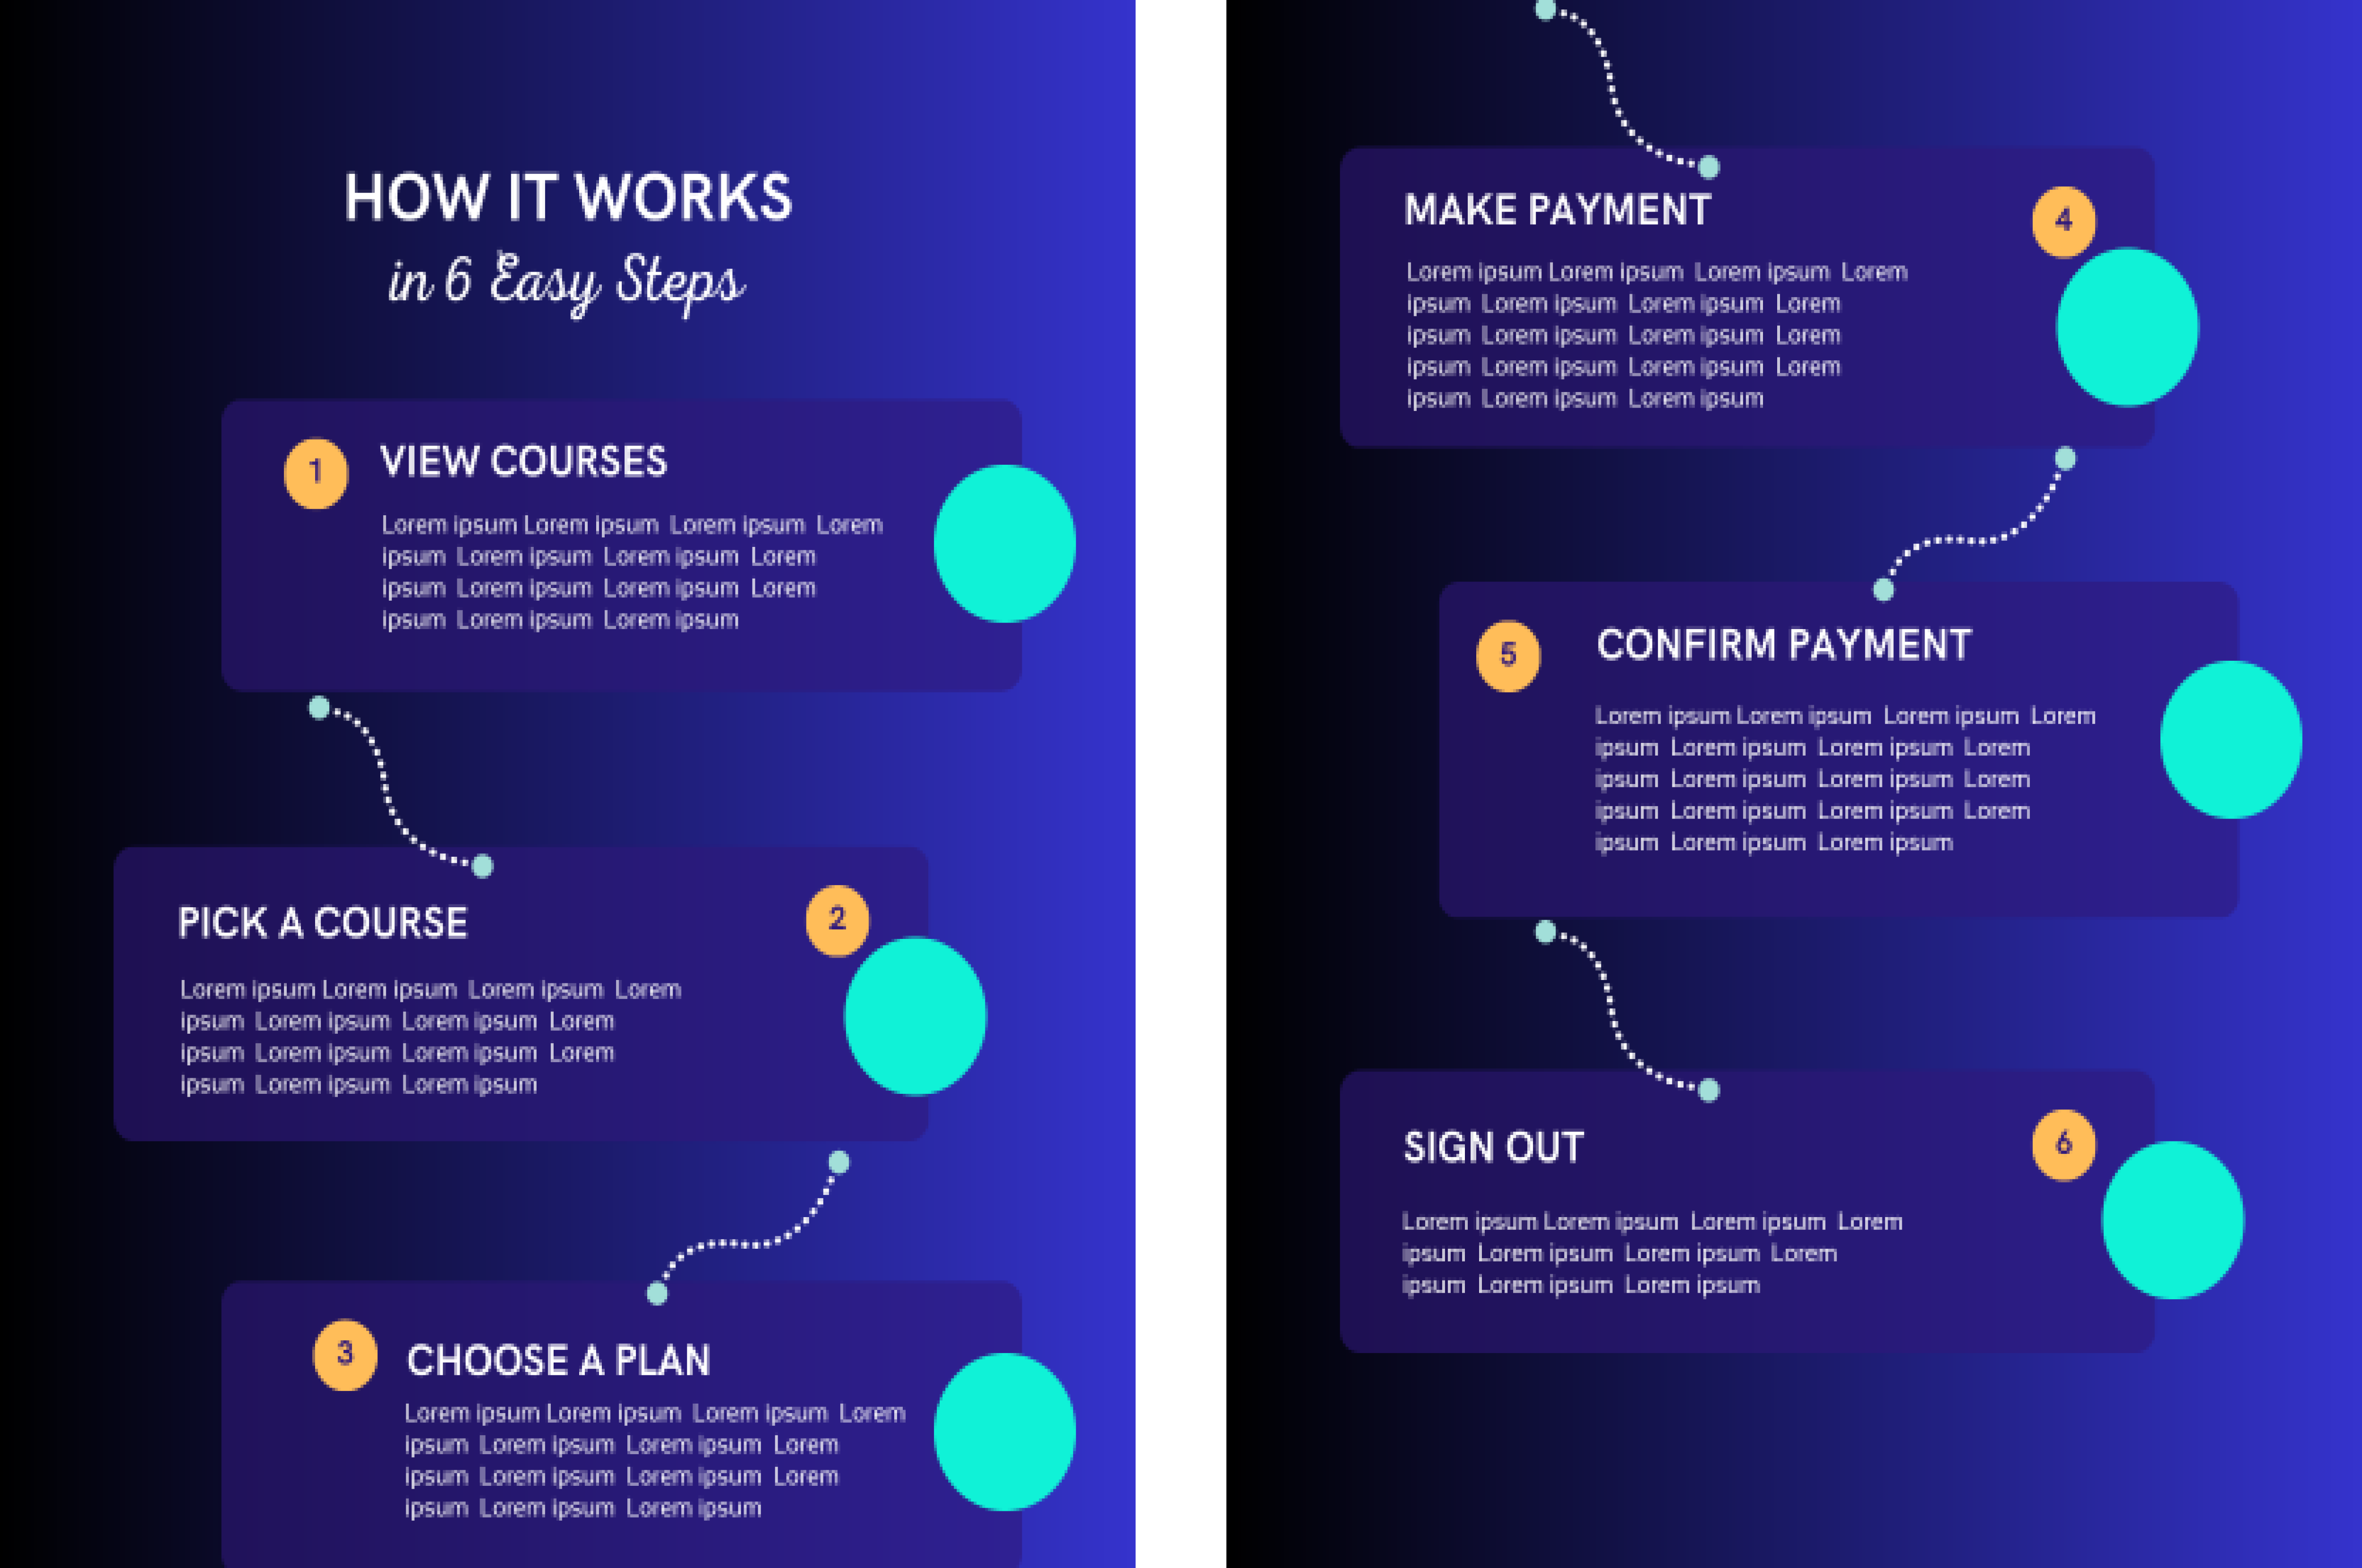 HOW IT WORKS
in 6 Easy Steps
1
VIEW COURSES
Lorem ipsum Lorem ipsum Lorem ipsum Lorem
ipsum Lorem ipsum Lorem ipsum Lorem
ipsum Lorem ipsum Lorem ipsum Lorem
ipsum Lorem ipsum Lorem ipsum
PICK A COURSE
2
Lorem ipsum Lorem ipsum Lorem ipsum Lorem
ipsum Lorem ipsum Lorem ipsum Lorem
ipsum Lorem ipsum Lorem ipsum Lorem
ipsum Lorem ipsum Lorem ipsum
3
CHOOSE A PLAN
Lorem ipsum Lorem ipsum Lorem ipsum Lorem
ipsum Lorem ipsum Lorem ipsum Lorem
ipsum Lorem ipsum Lorem ipsum Lorem
ipsum Lorem ipsum Lorem ipsum
MAKE PAYMENT
4
Lorem ipsum Lorem ipsum Lorem ipsum Lorem
ipsum Lorem ipsum Lorem ipsum Lorem
ipsum Lorem ipsum Lorem ipsum Lorem
ipsum Lorem ipsum Lorem ipsum Lorem
ipsum Lorem ipsum Lorem ipsum
5
CONFIRM PAYMENT
Lorem ipsum Lorem ipsum Lorem ipsum Lorem
ipsum Lorem ipsum Lorem ipsum Lorem
ipsum Lorem ipsum Lorem ipsum Lorem
ipsum Lorem ipsum Lorem ipsum Lorem
ipsum Lorem ipsum Lorem ipsum
SIGN OUT
6
Lorem ipsum Lorem ipsum Lorem ipsum Lorem
ipsum Lorem ipsum Lorem ipsum Lorem
ipsum Lorem ipsum Lorem ipsum